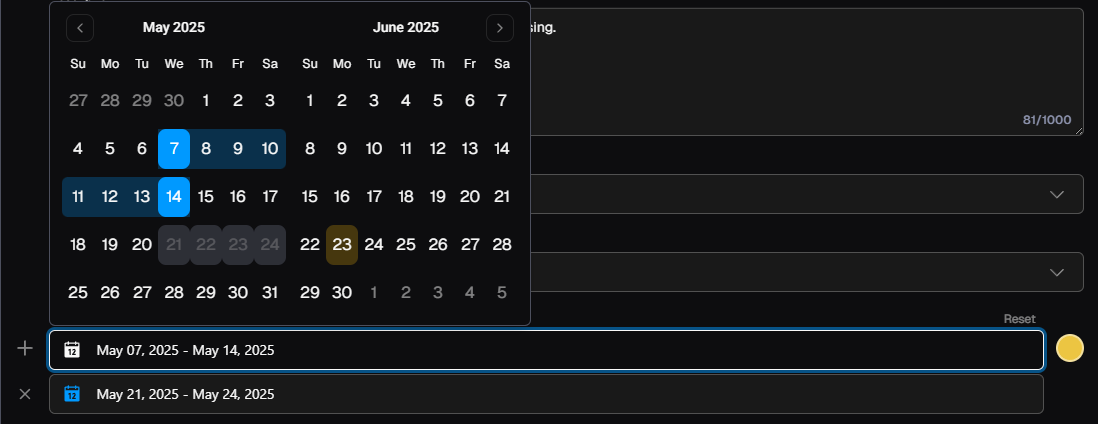 May 2025 June 2025
sing.
Su Mo Tu We Th Fr Sa Su Mo Tu We Th Fr Sa
27 28 29 30 1 2 3 1 2 3 4 5 6 7
81/1000
4 5 6 7 8 9 10 8 9 10 11 12 13 14
11 12 13 14 15 16 17 15 16 17 18 19 20 21
18 19 20 21 22 23 24 22 23 24 25 26 27 28
25 26 27 28 29 30 31 29 30 1 2 3 4 5
Reset
12 May 07, 2025 - May 14, 2025
12 May 21, 2025 - May 24, 2025